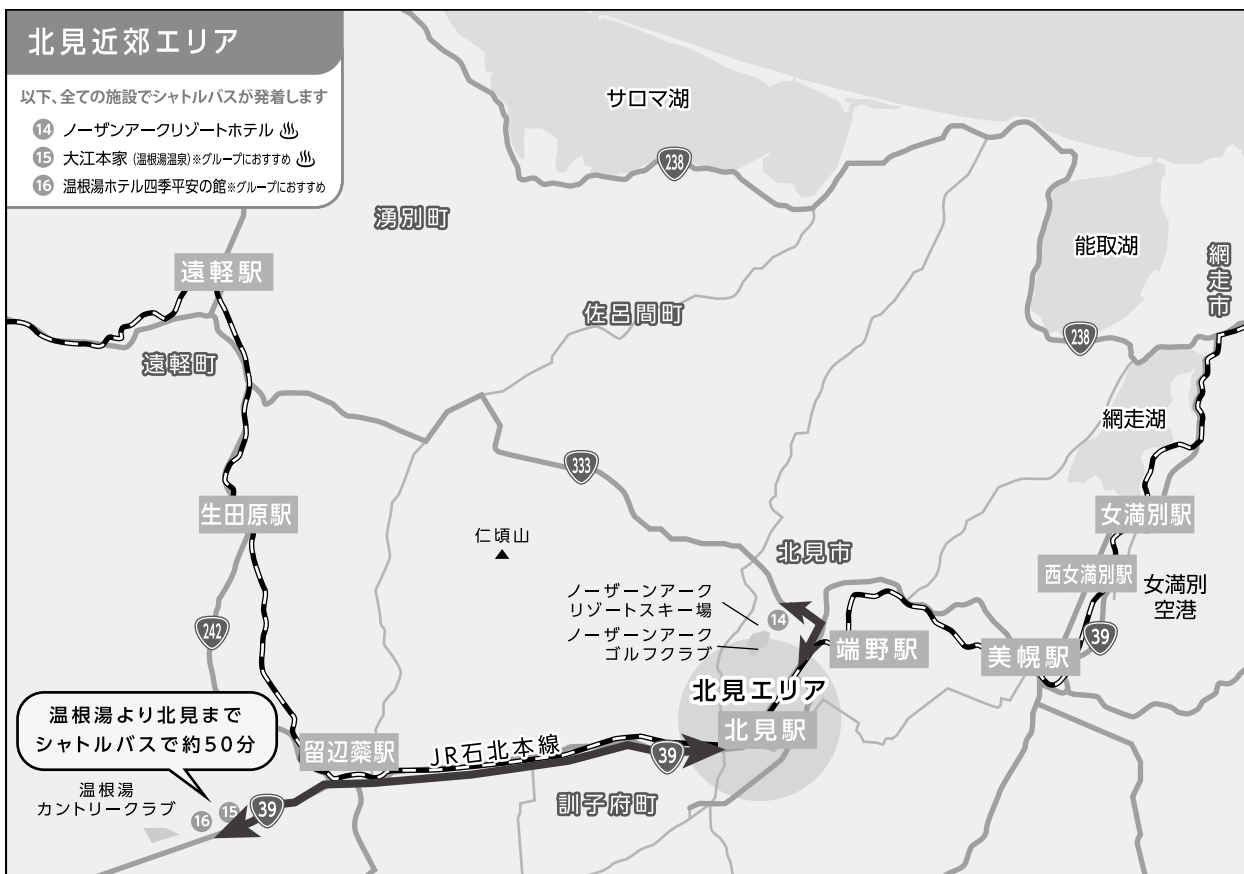 北見近郊エリア
以下、全ての施設でシャトルバスが発着します
14 ノーザンアークリゾートホテル
15 大江本家(温根湯温泉)※グループにおすすめ
16 温根湯ホテル四季平安の館※グループにおすすめ
サロマ湖
238
湧別町
能取湖
網走市
遠軽駅
佐呂間町
238
遠軽町
網走湖
333
生田原駅
女満別駅
仁頃山
北見市
西女満別駅
女満別
空港
ノーザーンアーク
リゾートスキー場
14
ノーザーンアーク
ゴルフクラブ
242
端野駅
39
美幌駅
北見エリア
北見駅
温根湯より北見まで
シャトルバスで約50分
留辺蘂駅
JR石北本線
39
温根湯
カントリークラブ
16
15
39
訓子府町